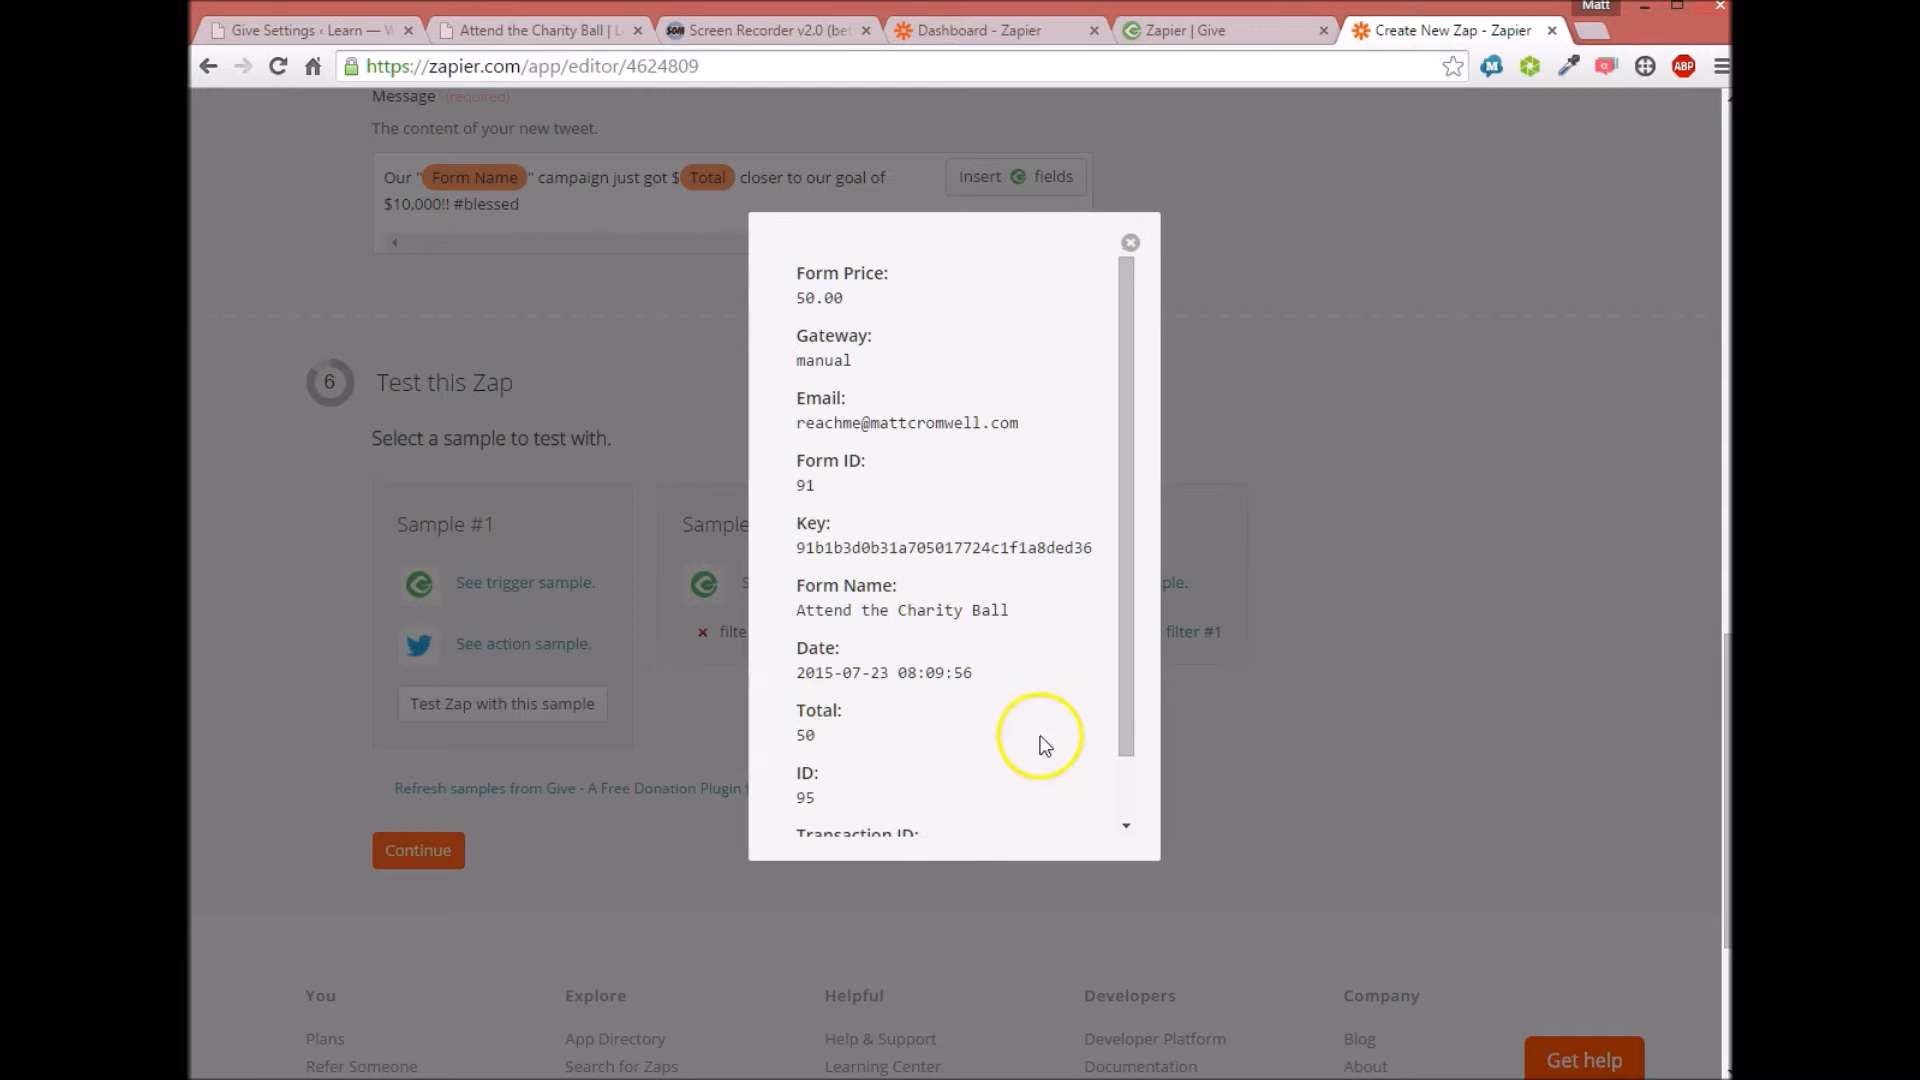 Matt
Give Settings ‹ Learn — W
Attend the Charity Ball | L
SOM Screen Recorder v2.0 (bet
Dashboard - Zapier
Zapier | Give
Create New Zap - Zapier
https://zapier.com/app/editor/4624809
ABP
Message (required)
The content of your new tweet.
Our "Form Name" campaign just got $ Total closer to our goal of
$10,000!! #blessed
Insert fields
6 Test this Zap
Select a sample to test with.
Sample #1
See trigger sample.
See action sample.
Test Zap with this sample
Sample
S
filte
ple.
filter #1
Refresh samples from Give - A Free Donation Plugin f
Continue
Form Price:
50.00
Gateway:
manual
Email:
reachme@mattcromwell.com
Form ID:
91
Key:
91b1b3d0b31a705017724c1f1a8ded36
Form Name:
Attend the Charity Ball
Date:
2015-07-23 08:09:56
Total:
50
ID:
95
Transaction ID:
You
Plans
Refer Someone
Explore
App Directory
Search for Zaps
Helpful
Help & Support
Learning Center
Developers
Developer Platform
Documentation
Company
Blog
About
Get help